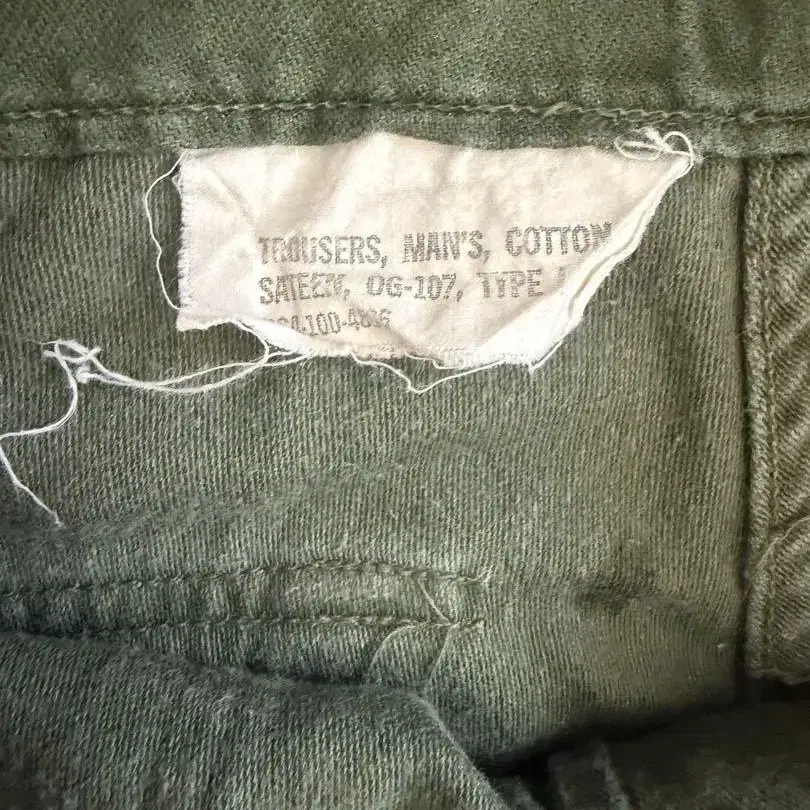 TROUSERS, MAN'S, COTTON
SATEEN, OG-107, TYPE I